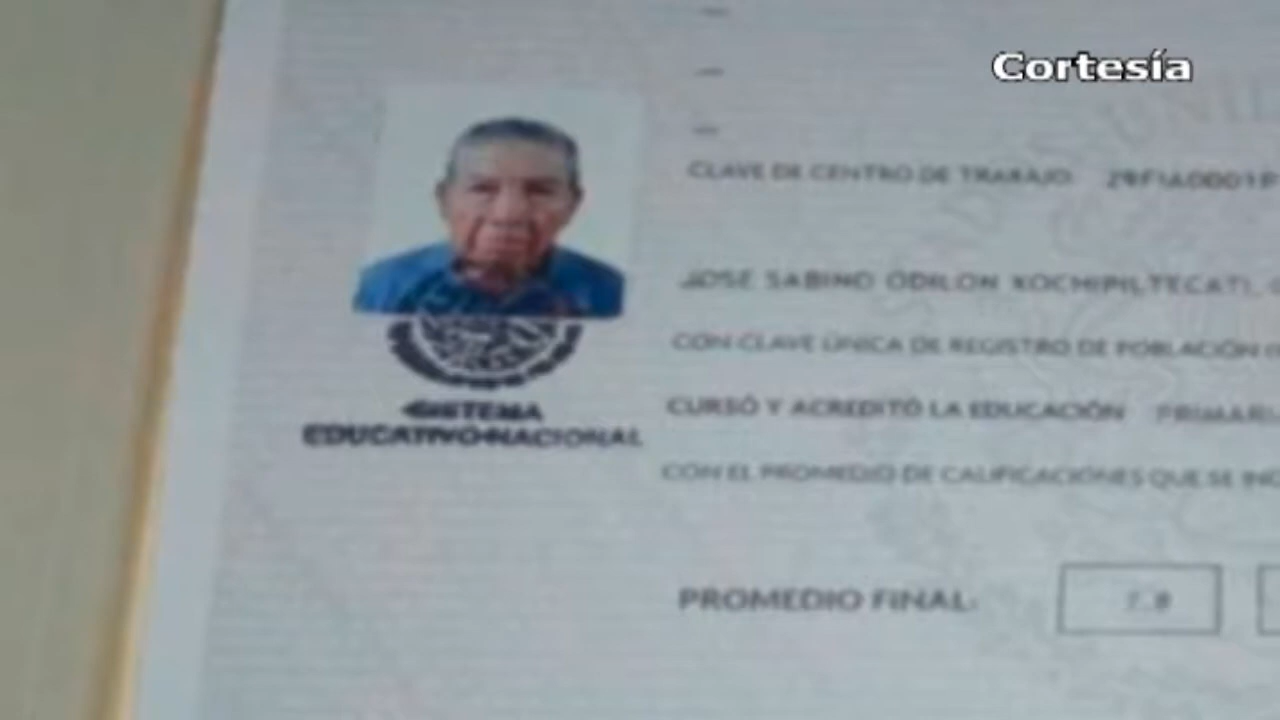 Cortesía
CLAVE DE CENTRO DE TRABAJO
JOSE SABINO ODILON XOCHIPILTECATL
CON CLAVE ÚNICA DE REGISTRO DE POBLACIÓN
CURSÓ Y ACREDITÓ LA EDUCACIÓN
SISTEMA
EDUCATIVO NACIONAL
CON EL PROMEDIO DE CALIFICACIONES QUE SE
PROMEDIO FINAL: